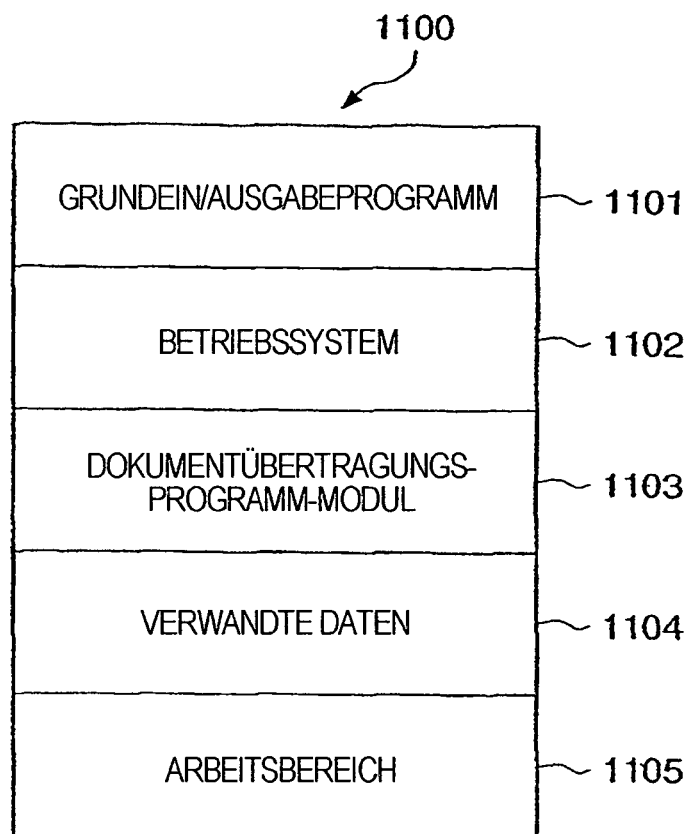 1100
GRUNDEIN/AUSGABEPROGRAMM 1101
BETRIEBSSYSTEM 1102
DOKUMENTÜBERTRAGUNGS-
PROGRAMM-MODUL 1103
VERWANDTE DATEN 1104
ARBEITSBEREICH 1105